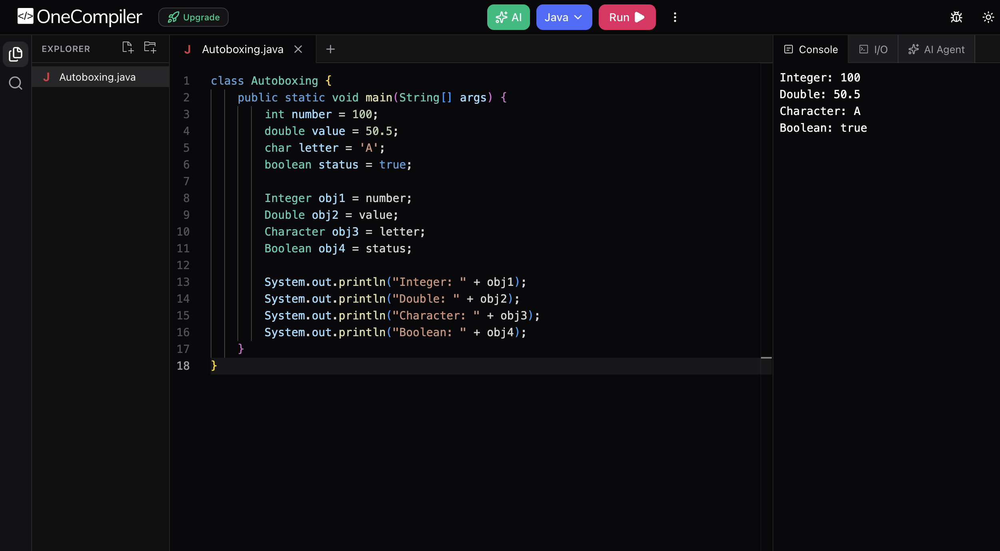 </> OneCompiler Upgrade AI Java Run
EXPLORER
Autoboxing.java
J Autoboxing.java
Console I/O AI Agent
J Autoboxing.java
1 class Autoboxing {
2     public static void main(String[] args) {
3         int number = 100;
4         double value = 50.5;
5         char letter = 'A';
6         boolean status = true;
7
8         Integer obj1 = number;
9         Double obj2 = value;
10         Character obj3 = letter;
11         Boolean obj4 = status;
12
13         System.out.println("Integer: " + obj1);
14         System.out.println("Double: " + obj2);
15         System.out.println("Character: " + obj3);
16         System.out.println("Boolean: " + obj4);
17     }
18 }
Integer: 100
Double: 50.5
Character: A
Boolean: true